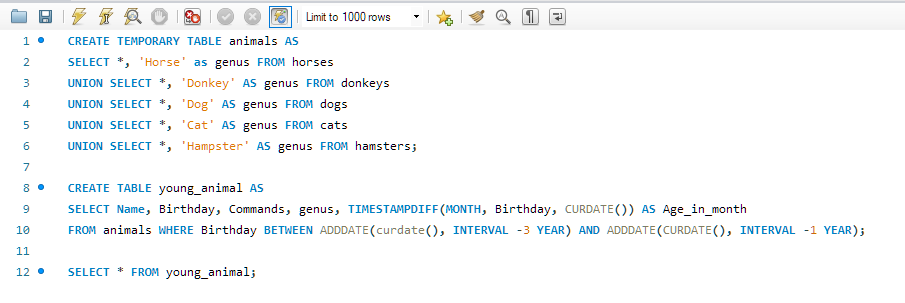 Limit to 1000 rows
1 CREATE TEMPORARY TABLE animals AS
2 SELECT *, 'Horse' as genus FROM horses
3 UNION SELECT *, 'Donkey' AS genus FROM donkeys
4 UNION SELECT *, 'Dog' AS genus FROM dogs
5 UNION SELECT *, 'Cat' AS genus FROM cats
6 UNION SELECT *, 'Hampster' AS genus FROM hamsters;
7
8 CREATE TABLE young_animal AS
9 SELECT Name, Birthday, Commands, genus, TIMESTAMPDIFF(MONTH, Birthday, CURDATE()) AS Age_in_month
10 FROM animals WHERE Birthday BETWEEN ADDDATE(curdate(), INTERVAL -3 YEAR) AND ADDDATE(CURDATE(), INTERVAL -1 YEAR);
11
12 SELECT * FROM young_animal;